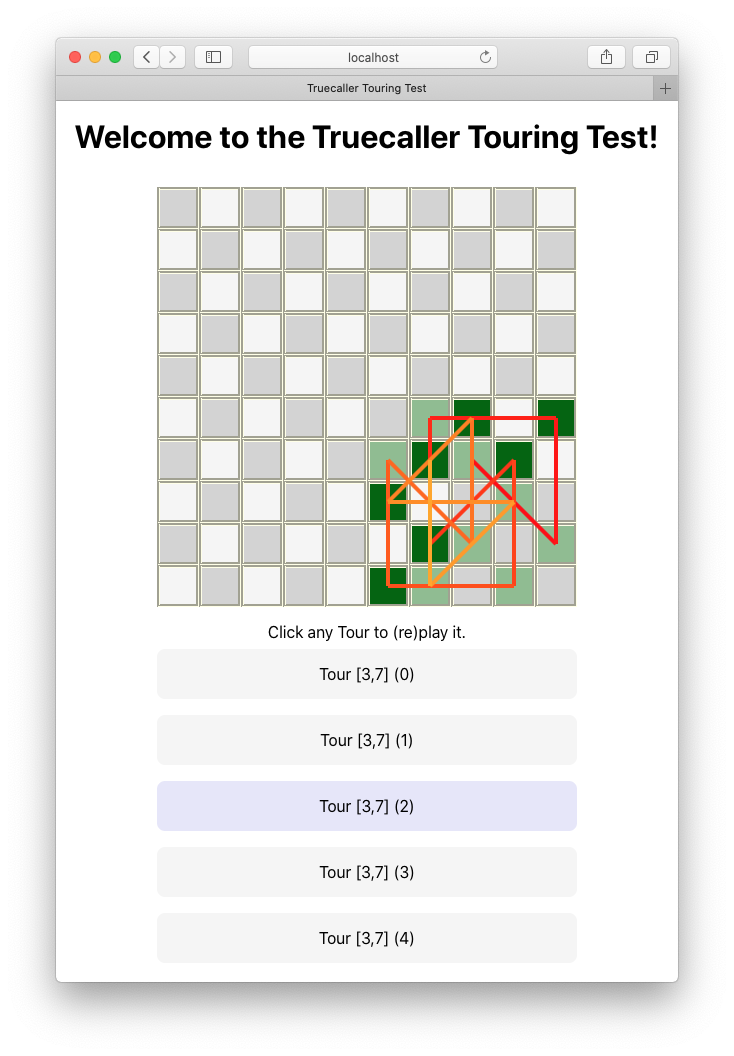 localhost
Truecaller Touring Test
Welcome to the Truecaller Touring Test!
Click any Tour to (re)play it.
Tour [3,7] (0)
Tour [3,7] (1)
Tour [3,7] (2)
Tour [3,7] (3)
Tour [3,7] (4)